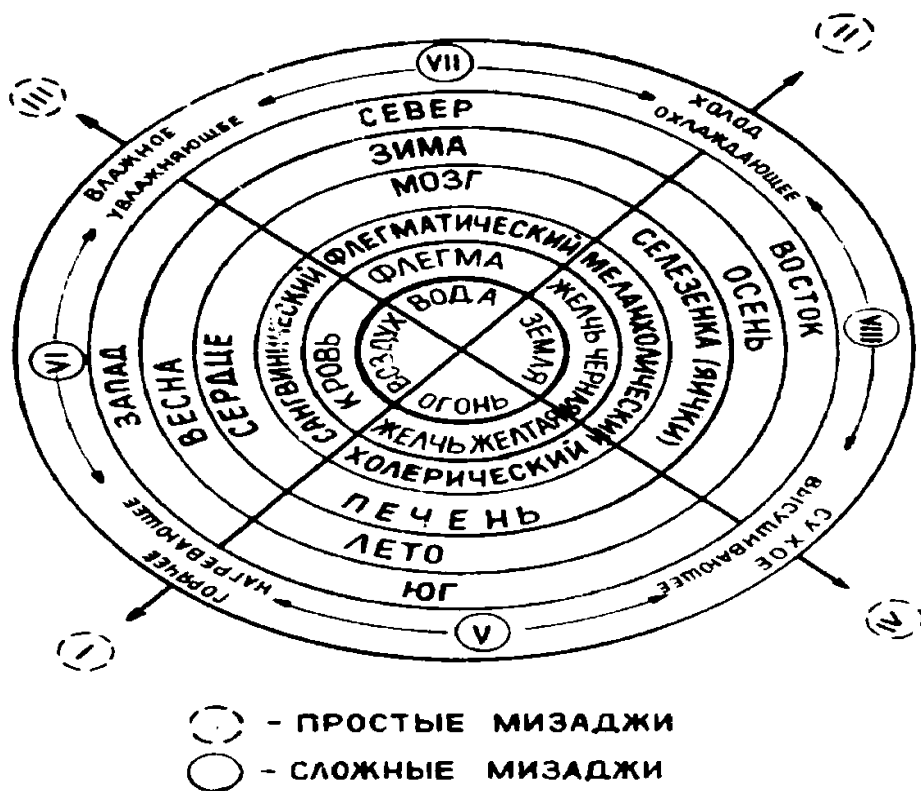 VII
II
III
ХОЛАД
ОХЛАЖДАЮЩЕЕ
ВЛАЖНОЕ
УВЛАЖНЯЮЩЕЕ
СЕВЕР
ЗИМА
МОЗГ
ФЛЕГМАТИЧЕСКИЙ
ФЛЕГМА
ВОДА
ВОСТОК
ОСЕНЬ
СЕЛЕЗЕНКА (ЯИЧКИ)
МЕЛАНХОЛИЧЕСКИЙ
ЖЕЛЧЬ ЧЕРНАЯ
ЗЕМЛЯ
VIII
VI
ЗАПАД
ВЕСНА
СЕРДЦЕ
САНГВИНИЧЕСКИЙ
КРОВЬ
ВОЗДУХ
ОГОНЬ
ЖЕЛЧЬ ЖЕЛТАЯ
ХОЛЕРИЧЕСКИЙ
ПЕЧЕНЬ
ЛЕТО
ЮГ
ГОРЯЧЕЕ
НАГРЕВАЮЩЕЕ
СУХОЕ
ВЫСУШИВАЮЩЕЕ
V
I
IV
- ПРОСТЫЕ МИЗАДЖИ
- СЛОЖНЫЕ МИЗАДЖИ